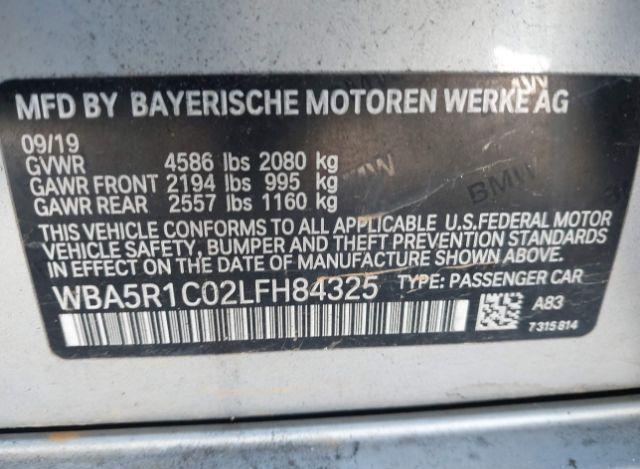 MFD BY BAYERISCHE MOTOREN WERKE AG
09/19
GVWR 4586 lbs 2080 kg
GAWR FRONT 2194 lbs 995 kg
GAWR REAR 2557 lbs 1160 kg
THIS VEHICLE CONFORMS TO ALL APPLICABLE U.S.FEDERAL MOTOR
VEHICLE SAFETY, BUMPER AND THEFT PREVENTION STANDARDS
IN EFFECT ON THE DATE OF MANUFACTURE SHOWN ABOVE.
WBA5R1C02LFH84325 TYPE: PASSENGER CAR
A83
7315814
BMW